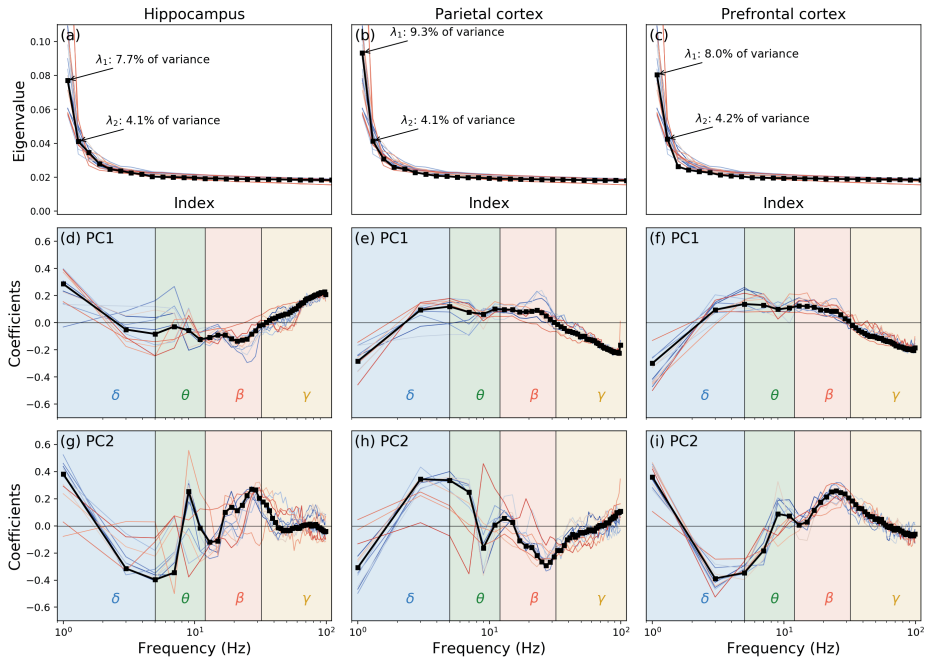 Hippocampus
Parietal cortex
Prefrontal cortex
(a)
λ1: 7.7% of variance
λ2: 4.1% of variance
(b)
λ1: 9.3% of variance
λ2: 4.1% of variance
(c)
λ1: 8.0% of variance
λ2: 4.2% of variance
Eigenvalue
0.10
0.08
0.06
0.04
0.02
0.00
Index
Index
Index
(d) PC1
(e) PC1
(f) PC1
Coefficients
0.6
0.4
0.2
0.0
−0.2
−0.4
−0.6
δ θ β γ
δ θ β γ
δ θ β γ
(g) PC2
(h) PC2
(i) PC2
Coefficients
0.6
0.4
0.2
0.0
−0.2
−0.4
−0.6
δ θ β γ
δ θ β γ
δ θ β γ
10^0 10^1 10^2
10^0 10^1 10^2
10^0 10^1 10^2
Frequency (Hz)
Frequency (Hz)
Frequency (Hz)